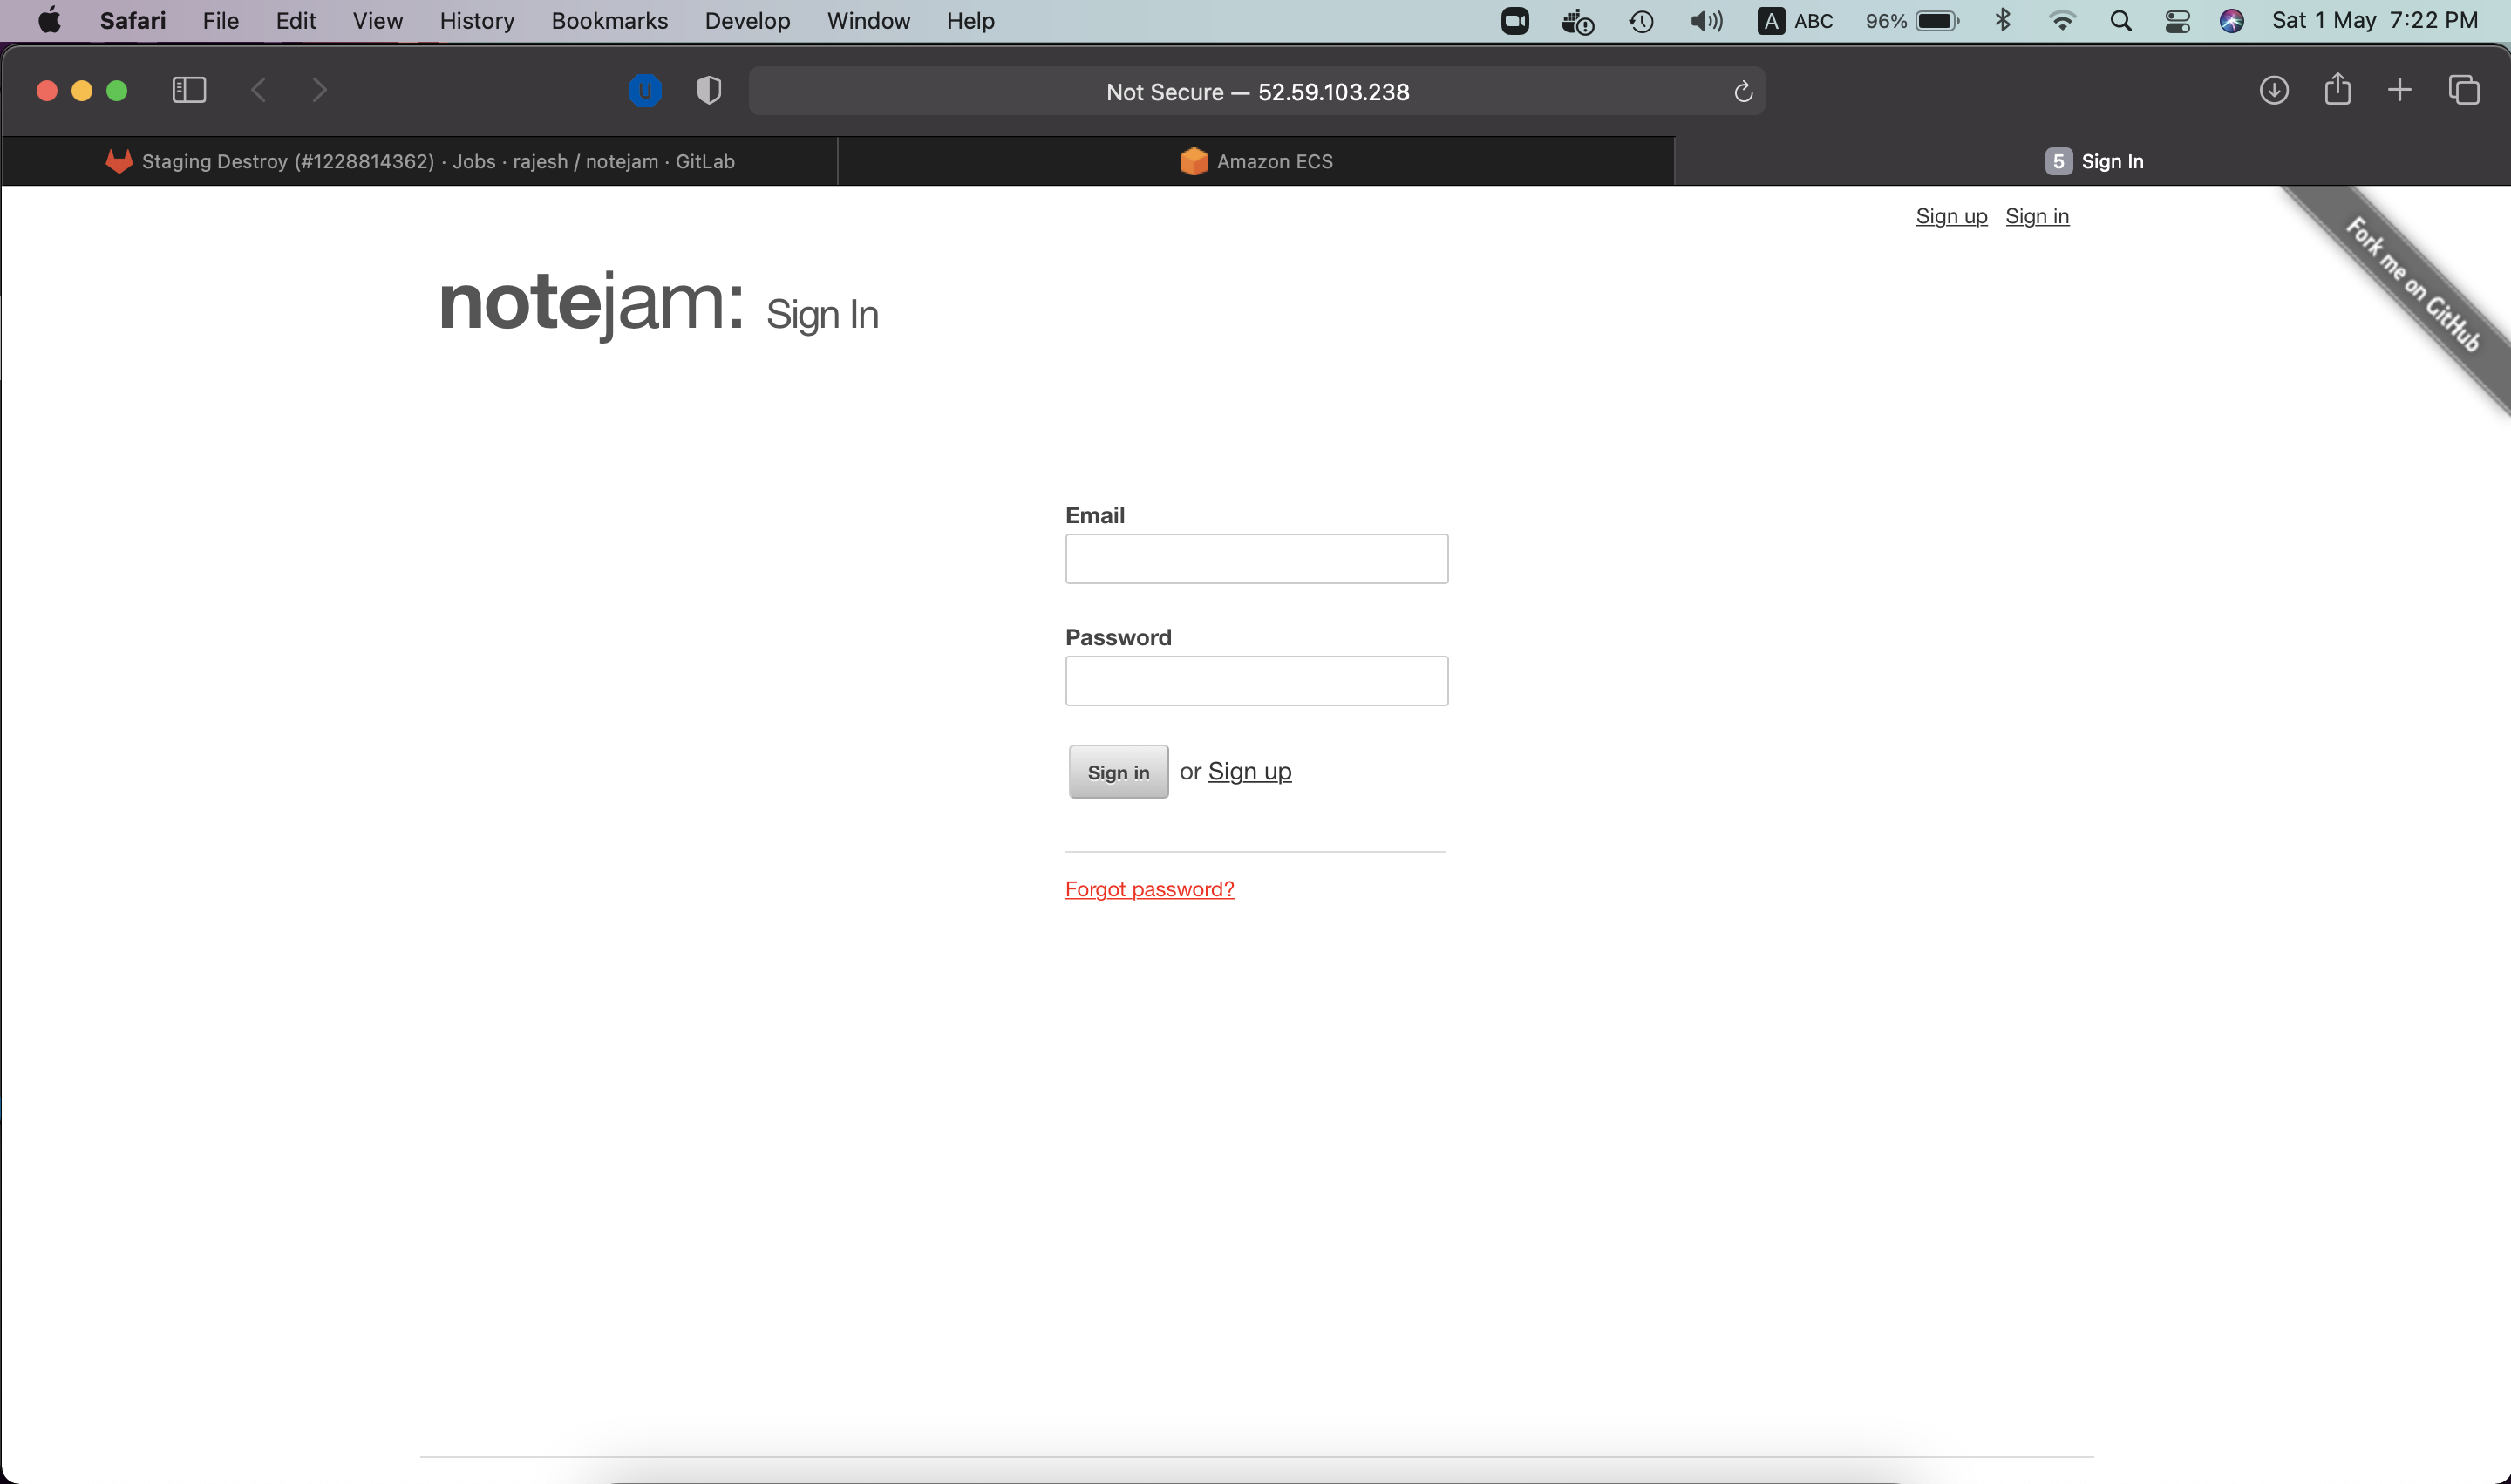 Safari File Edit View History Bookmarks Develop Window Help A ABC 96% Sat 1 May 7:22 PM
U Not Secure — 52.59.103.238
Staging Destroy (#1228814362) · Jobs · rajesh / notejam · GitLab Amazon ECS 5 Sign In
Sign up Sign in
Fork me on GitHub
notejam: Sign In
Email
Password
Sign in or Sign up
Forgot password?